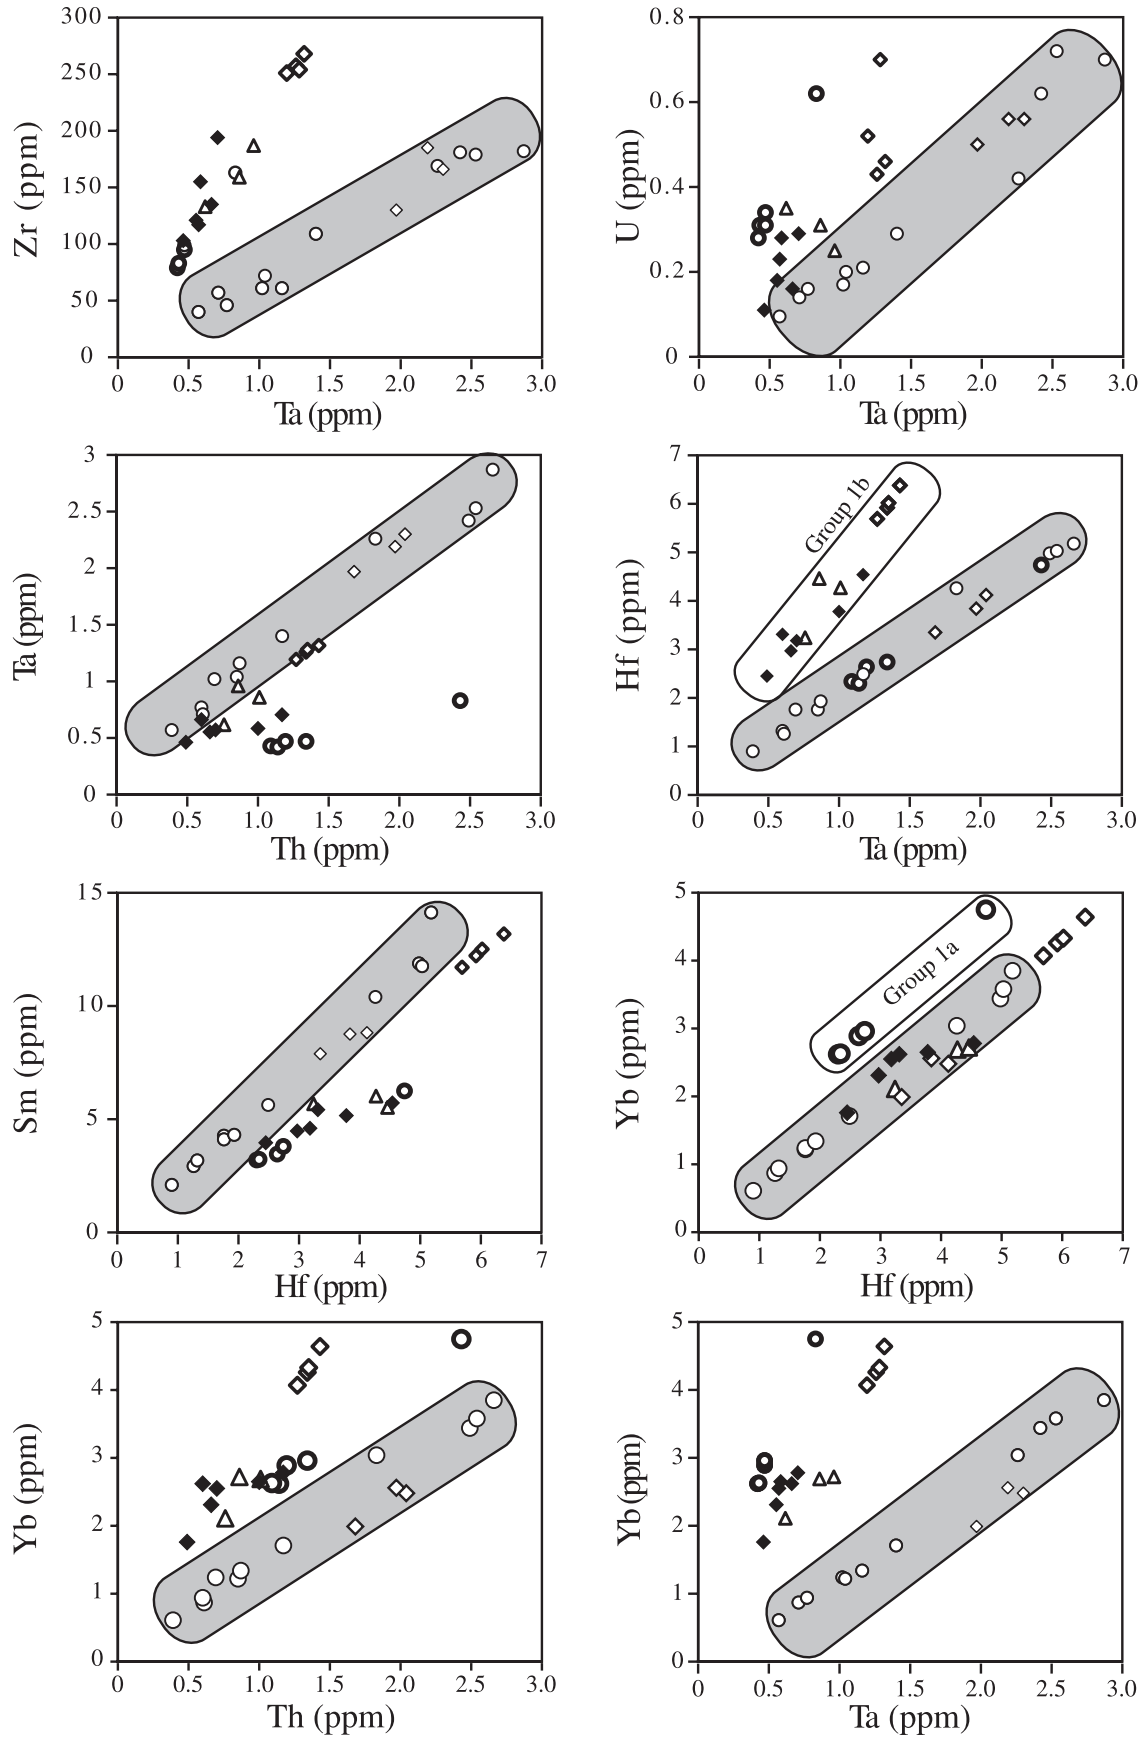 300
250
200
150
100
50
0
Zr (ppm)
0 0.5 1.0 1.5 2.0 2.5 3.0
Ta (ppm)
0.8
0.6
0.4
0.2
0
U (ppm)
0 0.5 1.0 1.5 2.0 2.5 3.0
Ta (ppm)
3
2.5
2
1.5
1
0.5
0
Ta (ppm)
0 0.5 1.0 1.5 2.0 2.5 3.0
Th (ppm)
7
6
5
4
3
2
1
0
Hf (ppm)
Group 1b
0 0.5 1.0 1.5 2.0 2.5 3.0
Ta (ppm)
15
10
5
0
Sm (ppm)
0 1 2 3 4 5 6 7
Hf (ppm)
5
4
3
2
1
0
Yb (ppm)
Group 1a
0 1 2 3 4 5 6 7
Hf (ppm)
5
4
3
2
1
0
Yb (ppm)
0 0.5 1.0 1.5 2.0 2.5 3.0
Th (ppm)
5
4
3
2
1
0
Yb (ppm)
0 0.5 1.0 1.5 2.0 2.5 3.0
Ta (ppm)